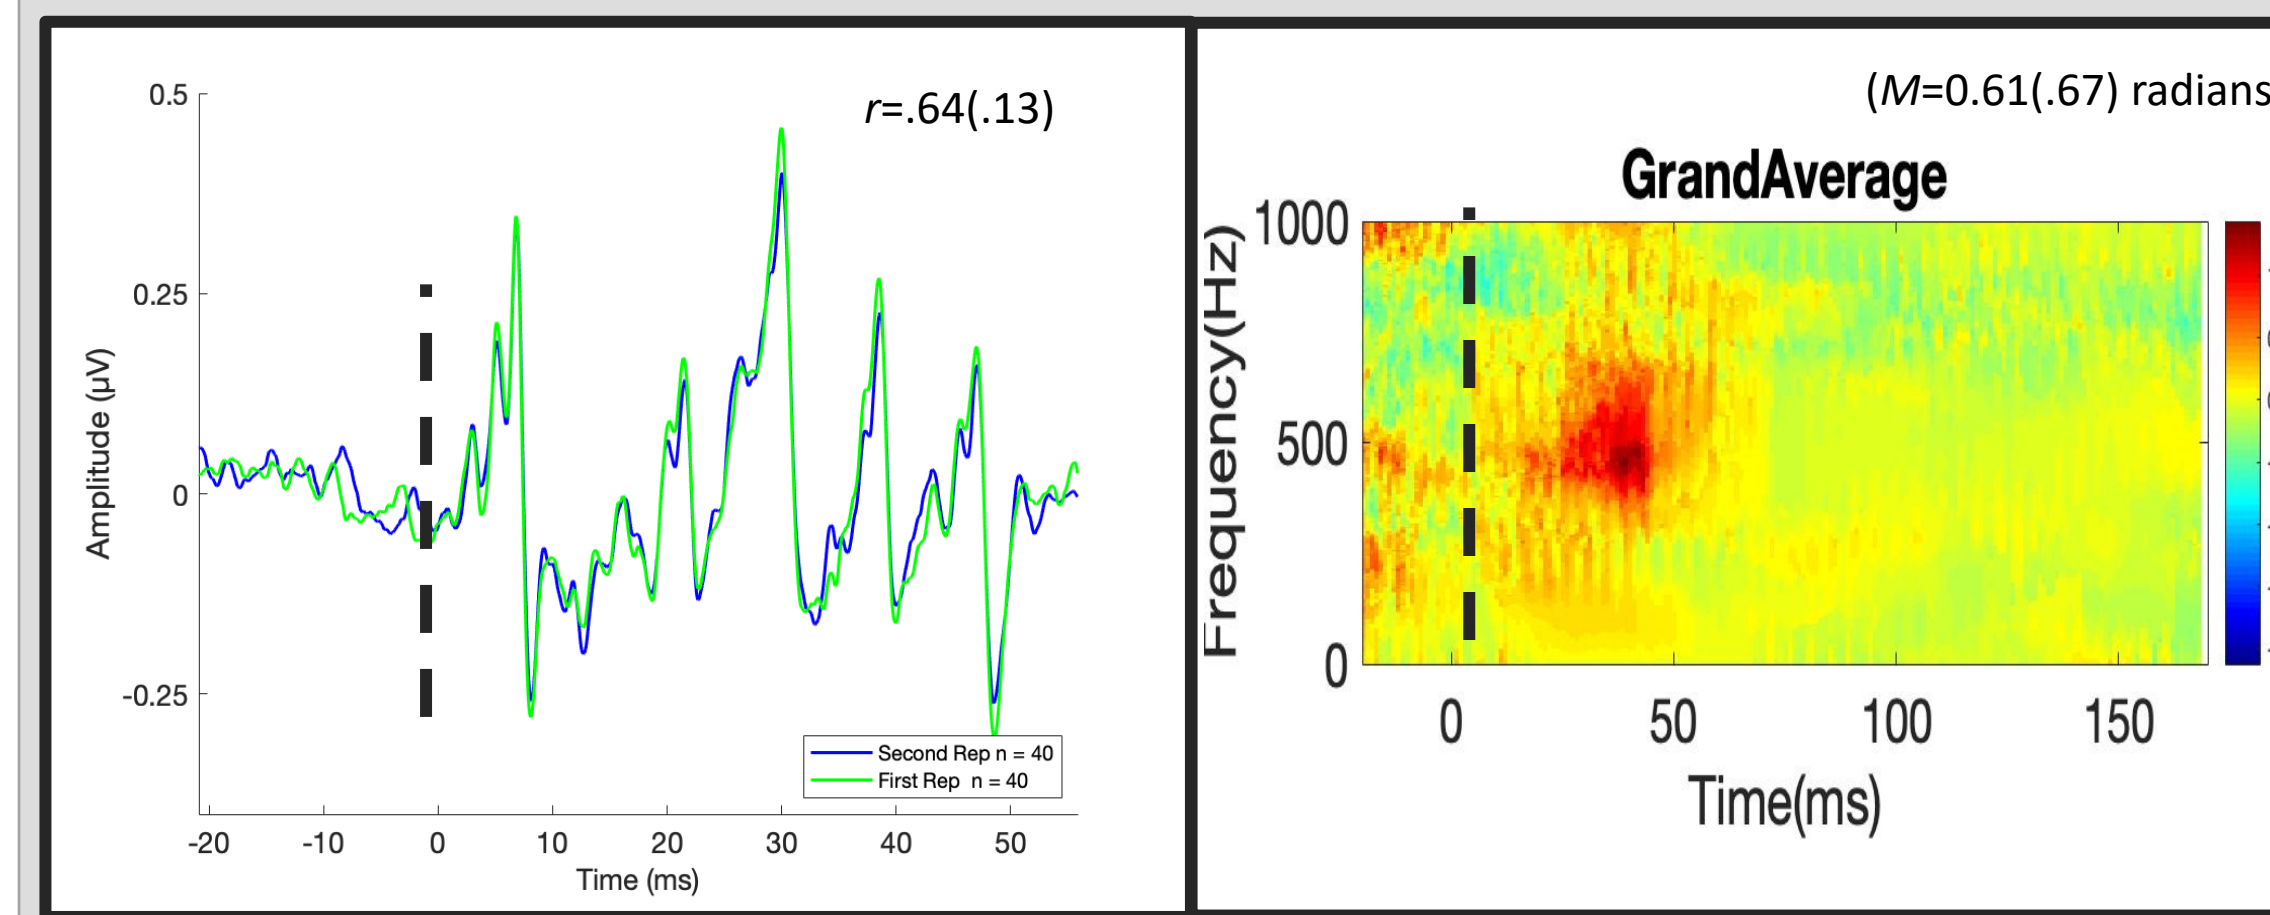 r=.64(.13)
0.5
0.25
0
-0.25
Amplitude (µV)
Second Rep n = 40
First Rep n = 40
-20 -10 0 10 20 30 40 50
Time (ms)
(M=0.61(.67) radians
GrandAverage
1000
500
0
Frequency(Hz)
0 50 100 150
Time(ms)